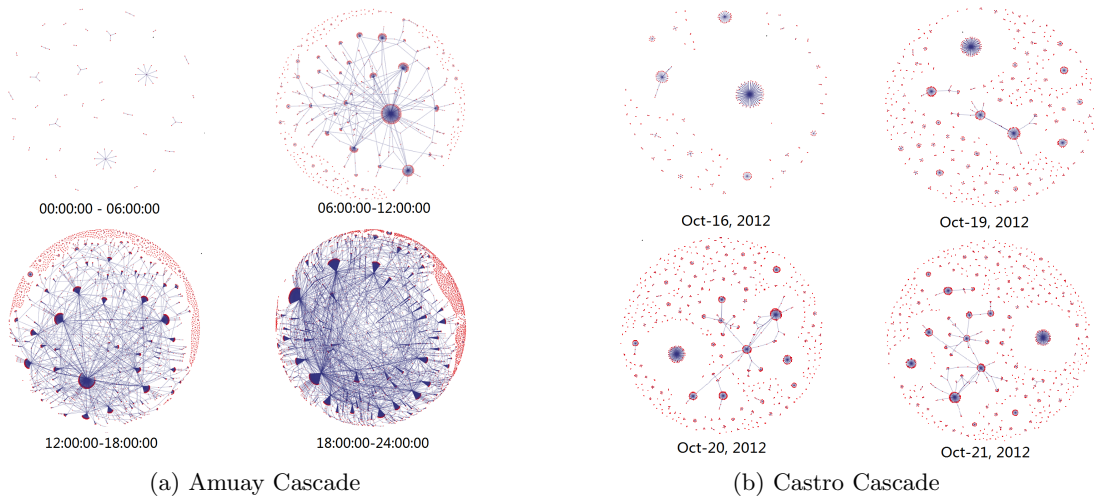 00:00:00 - 06:00:00
06:00:00-12:00:00
12:00:00-18:00:00
18:00:00-24:00:00
(a) Amuay Cascade
Oct-16, 2012
Oct-19, 2012
Oct-20, 2012
Oct-21, 2012
(b) Castro Cascade